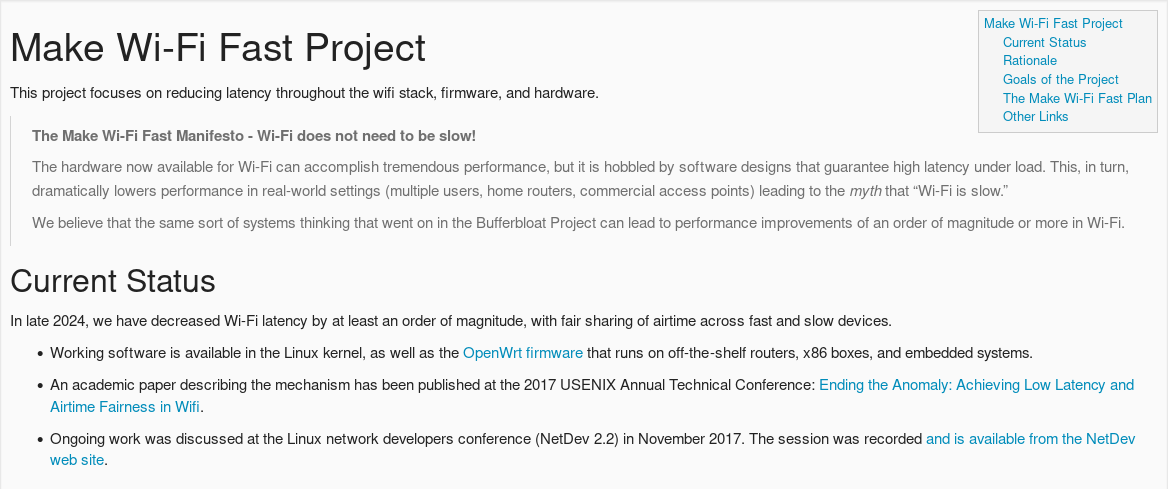 Make Wi-Fi Fast Project
This project focuses on reducing latency throughout the wifi stack, firmware, and hardware.
The Make Wi-Fi Fast Manifesto - Wi-Fi does not need to be slow!
The hardware now available for Wi-Fi can accomplish tremendous performance, but it is hobbled by software designs that guarantee high latency under load. This, in turn,
dramatically lowers performance in real-world settings (multiple users, home routers, commercial access points) leading to the myth that “Wi-Fi is slow.”
We believe that the same sort of systems thinking that went on in the Bufferbloat Project can lead to performance improvements of an order of magnitude or more in Wi-Fi.
Current Status
In late 2024, we have decreased Wi-Fi latency by at least an order of magnitude, with fair sharing of airtime across fast and slow devices.
• Working software is available in the Linux kernel, as well as the OpenWrt firmware that runs on off-the-shelf routers, x86 boxes, and embedded systems.
• An academic paper describing the mechanism has been published at the 2017 USENIX Annual Technical Conference: Ending the Anomaly: Achieving Low Latency and
Airtime Fairness in Wifi.
• Ongoing work was discussed at the Linux network developers conference (NetDev 2.2) in November 2017. The session was recorded and is available from the NetDev
web site.
Make Wi-Fi Fast Project
Current Status
Rationale
Goals of the Project
The Make Wi-Fi Fast Plan
Other Links